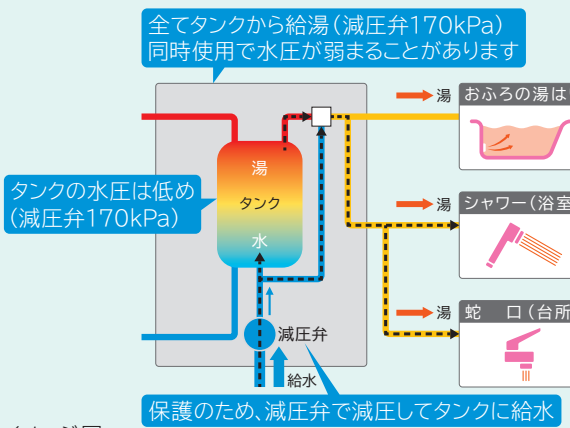 全てタンクから給湯(減圧弁170kPa)
同時使用で水圧が弱まることがあります
湯
おふろの湯は
湯
タンク
水
タンクの水圧は低め
(減圧弁170kPa)
湯
シャワー(浴室
湯
蛇 口(台所
減圧弁
給水
保護のため、減圧弁で減圧してタンクに給水